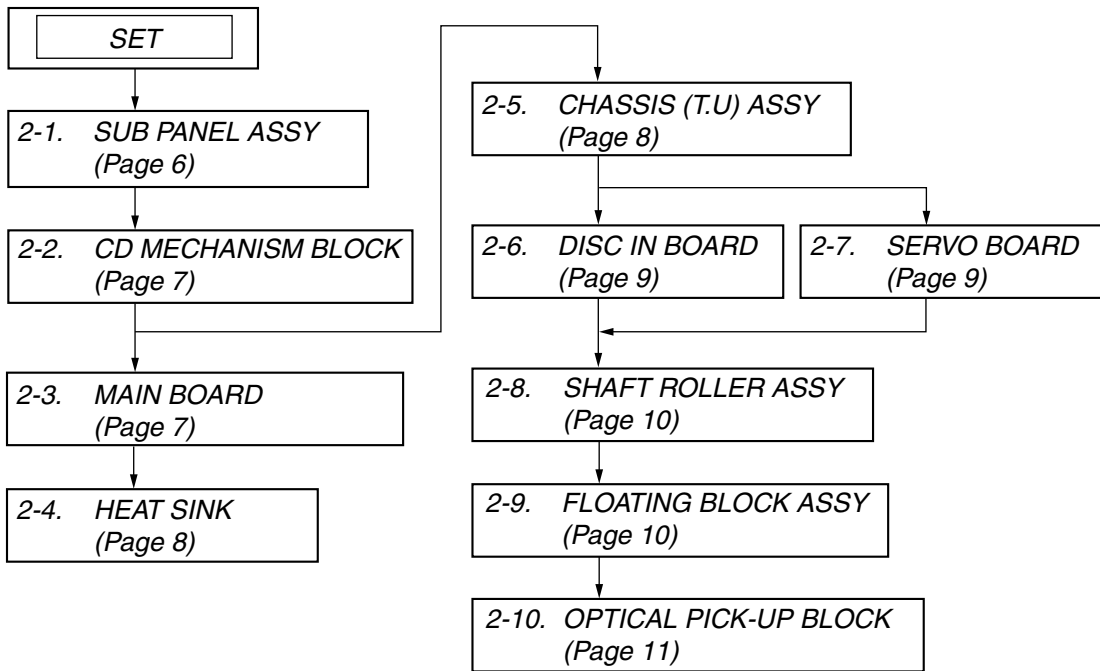 SET
2-1. SUB PANEL ASSY
(Page 6)
2-2. CD MECHANISM BLOCK
(Page 7)
2-3. MAIN BOARD
(Page 7)
2-4. HEAT SINK
(Page 8)
2-5. CHASSIS (T.U) ASSY
(Page 8)
2-6. DISC IN BOARD
(Page 9)
2-7. SERVO BOARD
(Page 9)
2-8. SHAFT ROLLER ASSY
(Page 10)
2-9. FLOATING BLOCK ASSY
(Page 10)
2-10. OPTICAL PICK-UP BLOCK
(Page 11)